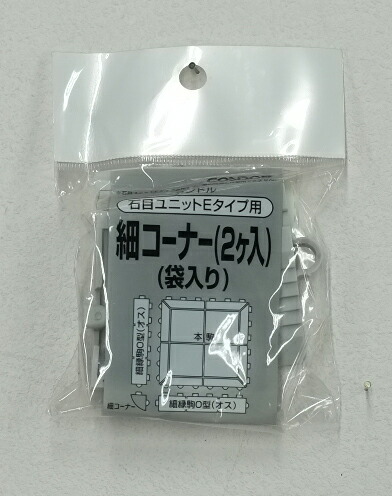 石目ユニットEタイプ用
細コーナー(2ケ入)
(袋入り)
細縁駒O型(オス)
本
細コーナー
細縁駒O型(オス)